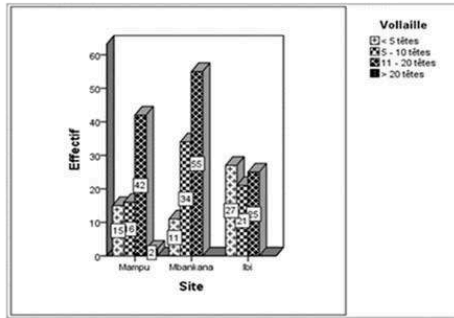 Vollaille
< 5 têtes
5 - 10 têtes
11 - 20 têtes
> 20 têtes
Effectif
60
50
40
30
20
10
0
15
16
42
2
11
34
55
27
21
25
Mampu
Mbankana
Ibi
Site